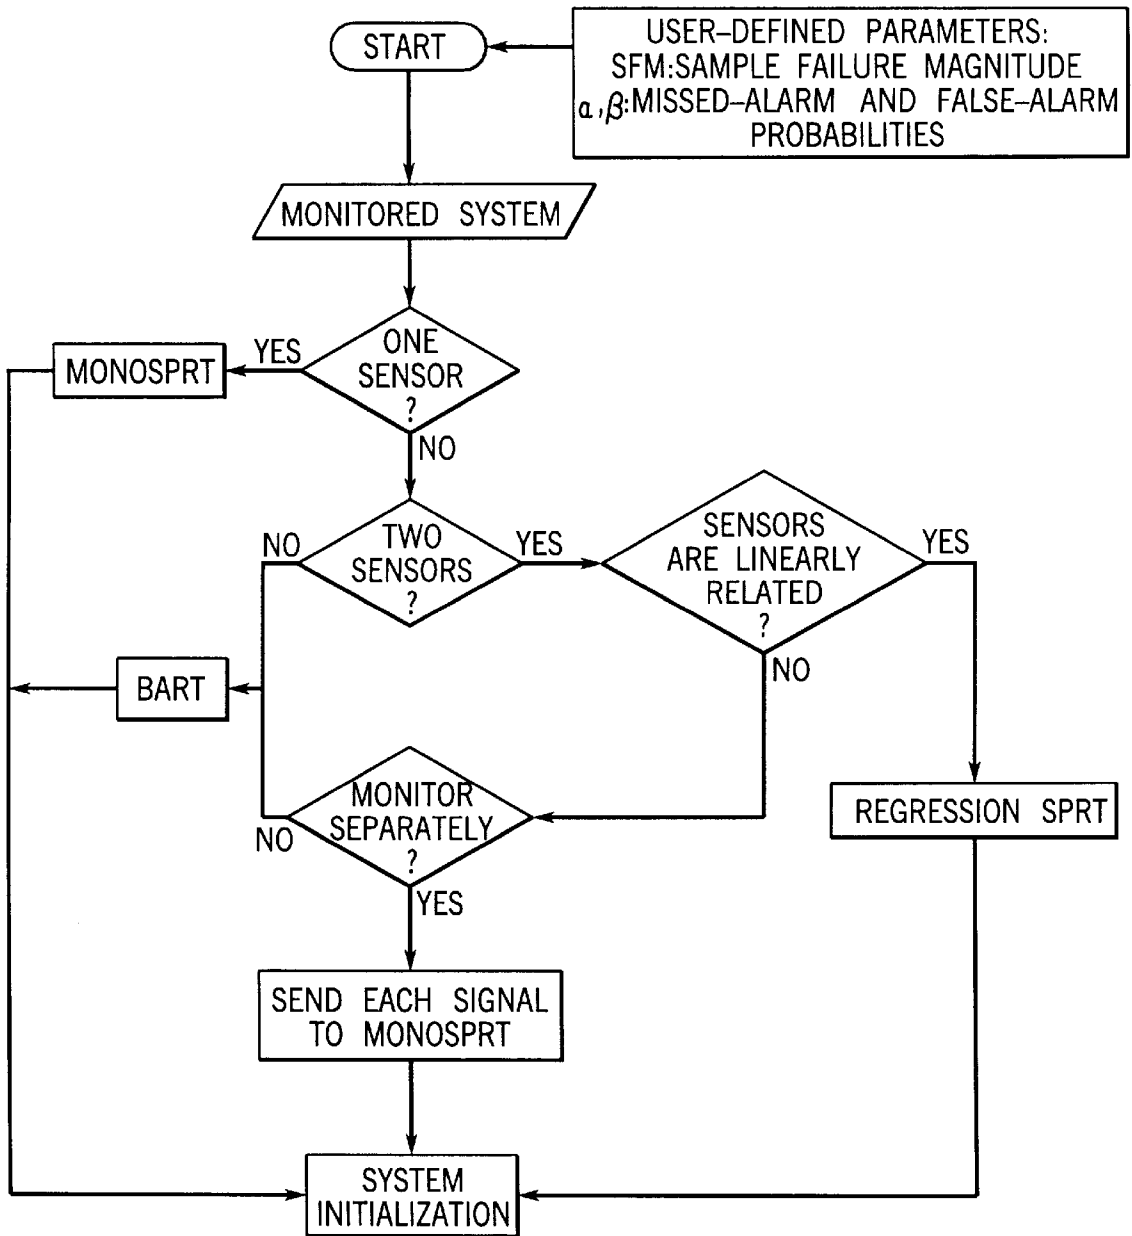 START
USER-DEFINED PARAMETERS:
SFM:SAMPLE FAILURE MAGNITUDE
α,β:MISSED-ALARM AND FALSE-ALARM
PROBABILITIES
MONITORED SYSTEM
ONE
SENSOR
?
YES
MONOSPRT
NO
TWO
SENSORS
?
NO
YES
SENSORS
ARE LINEARLY
RELATED
?
YES
NO
BART
MONITOR
SEPARATELY
?
NO
YES
REGRESSION SPRT
SEND EACH SIGNAL
TO MONOSPRT
SYSTEM
INITIALIZATION